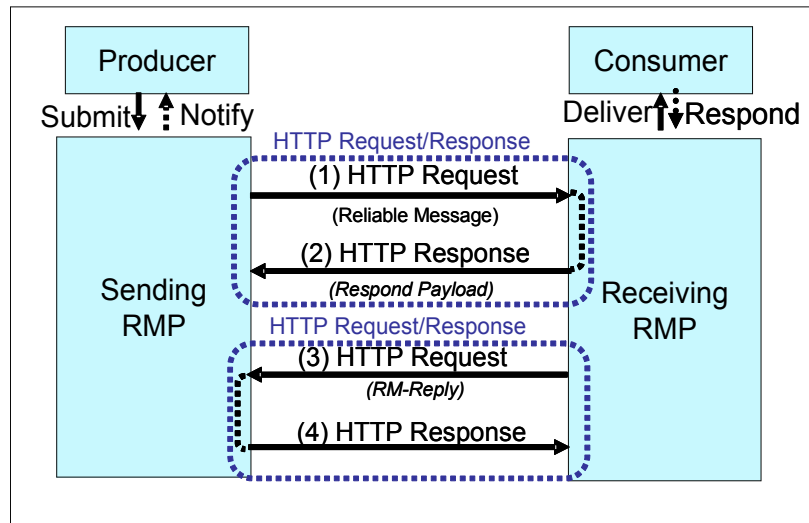 Producer
Consumer
Submit
Notify
Deliver
Respond
HTTP Request/Response
(1) HTTP Request
(Reliable Message)
(2) HTTP Response
(Respond Payload)
Sending
RMP
Receiving
RMP
HTTP Request/Response
(3) HTTP Request
(RM-Reply)
(4) HTTP Response